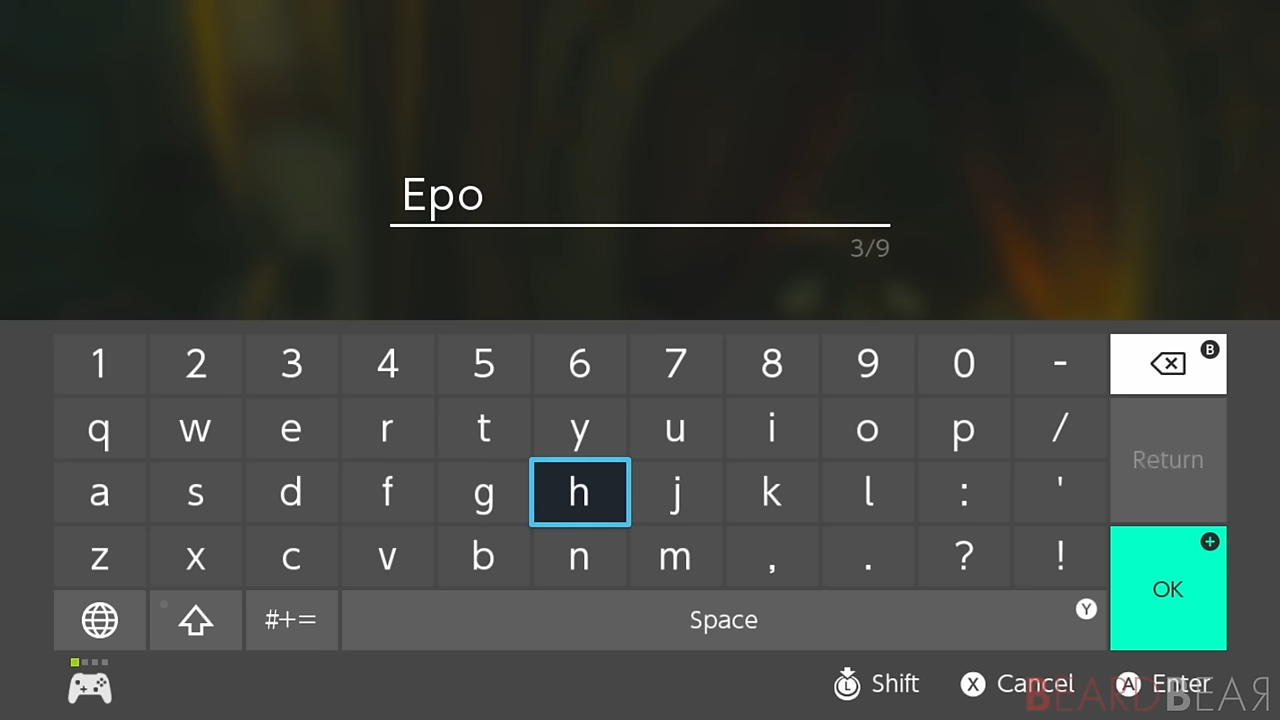 Epo
3/9
1 2 3 4 5 6 7 8 9 0 - B
q w e r t y u i o p /
Return
a s d f g h j k l : '
z x c v b n m , . ? !
+
OK
#+= Space Y
L Shift X Cancel A Enter
BEARDBEAR